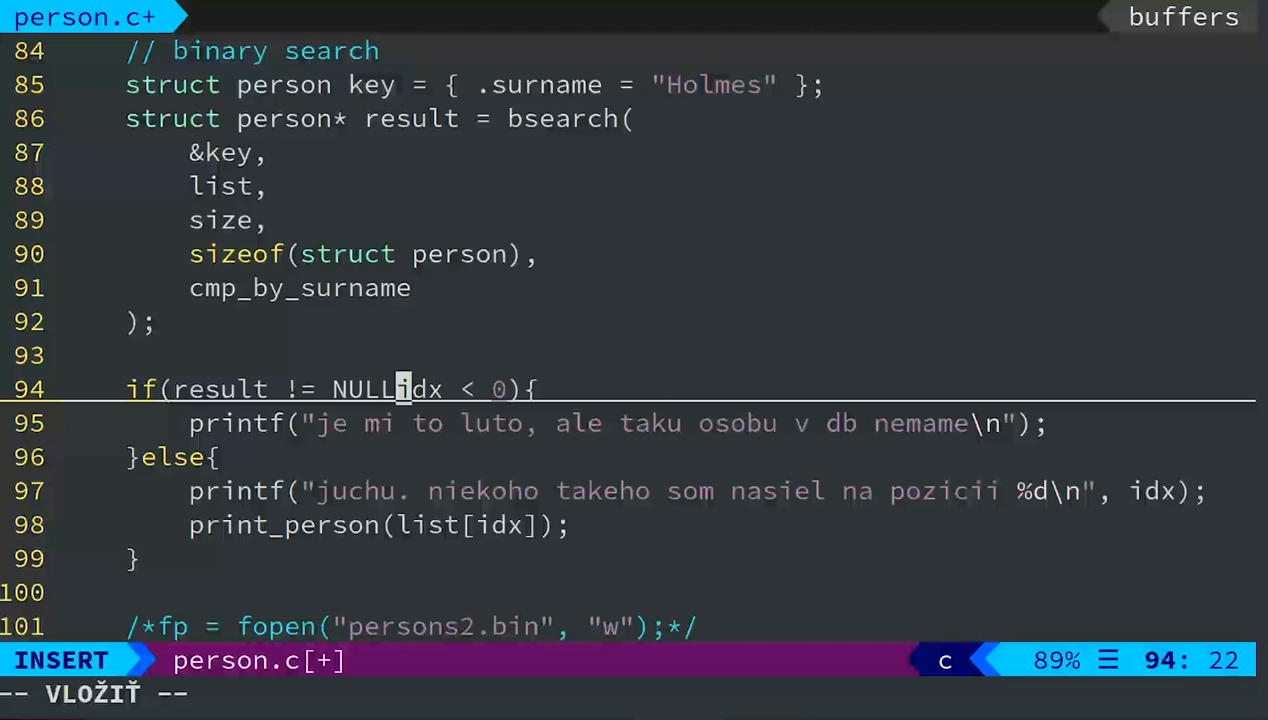 person.c+ buffers
84 // binary search
85 struct person key = { .surname = "Holmes" };
86 struct person* result = bsearch(
87 &key,
88 list,
89 size,
90 sizeof(struct person),
91 cmp_by_surname
92 );
93
94 if(result != NULLidx < 0){
95 printf("je mi to luto, ale taku osobu v db nemame\n");
96 }else{
97 printf("juchu. niekoho takeho som nasiel na pozicii %d\n", idx);
98 print_person(list[idx]);
99 }
100
101 /*fp = fopen("persons2.bin", "w");*/
INSERT person.c[+] c 89% ☰ 94: 22
-- VLOŽIŤ --